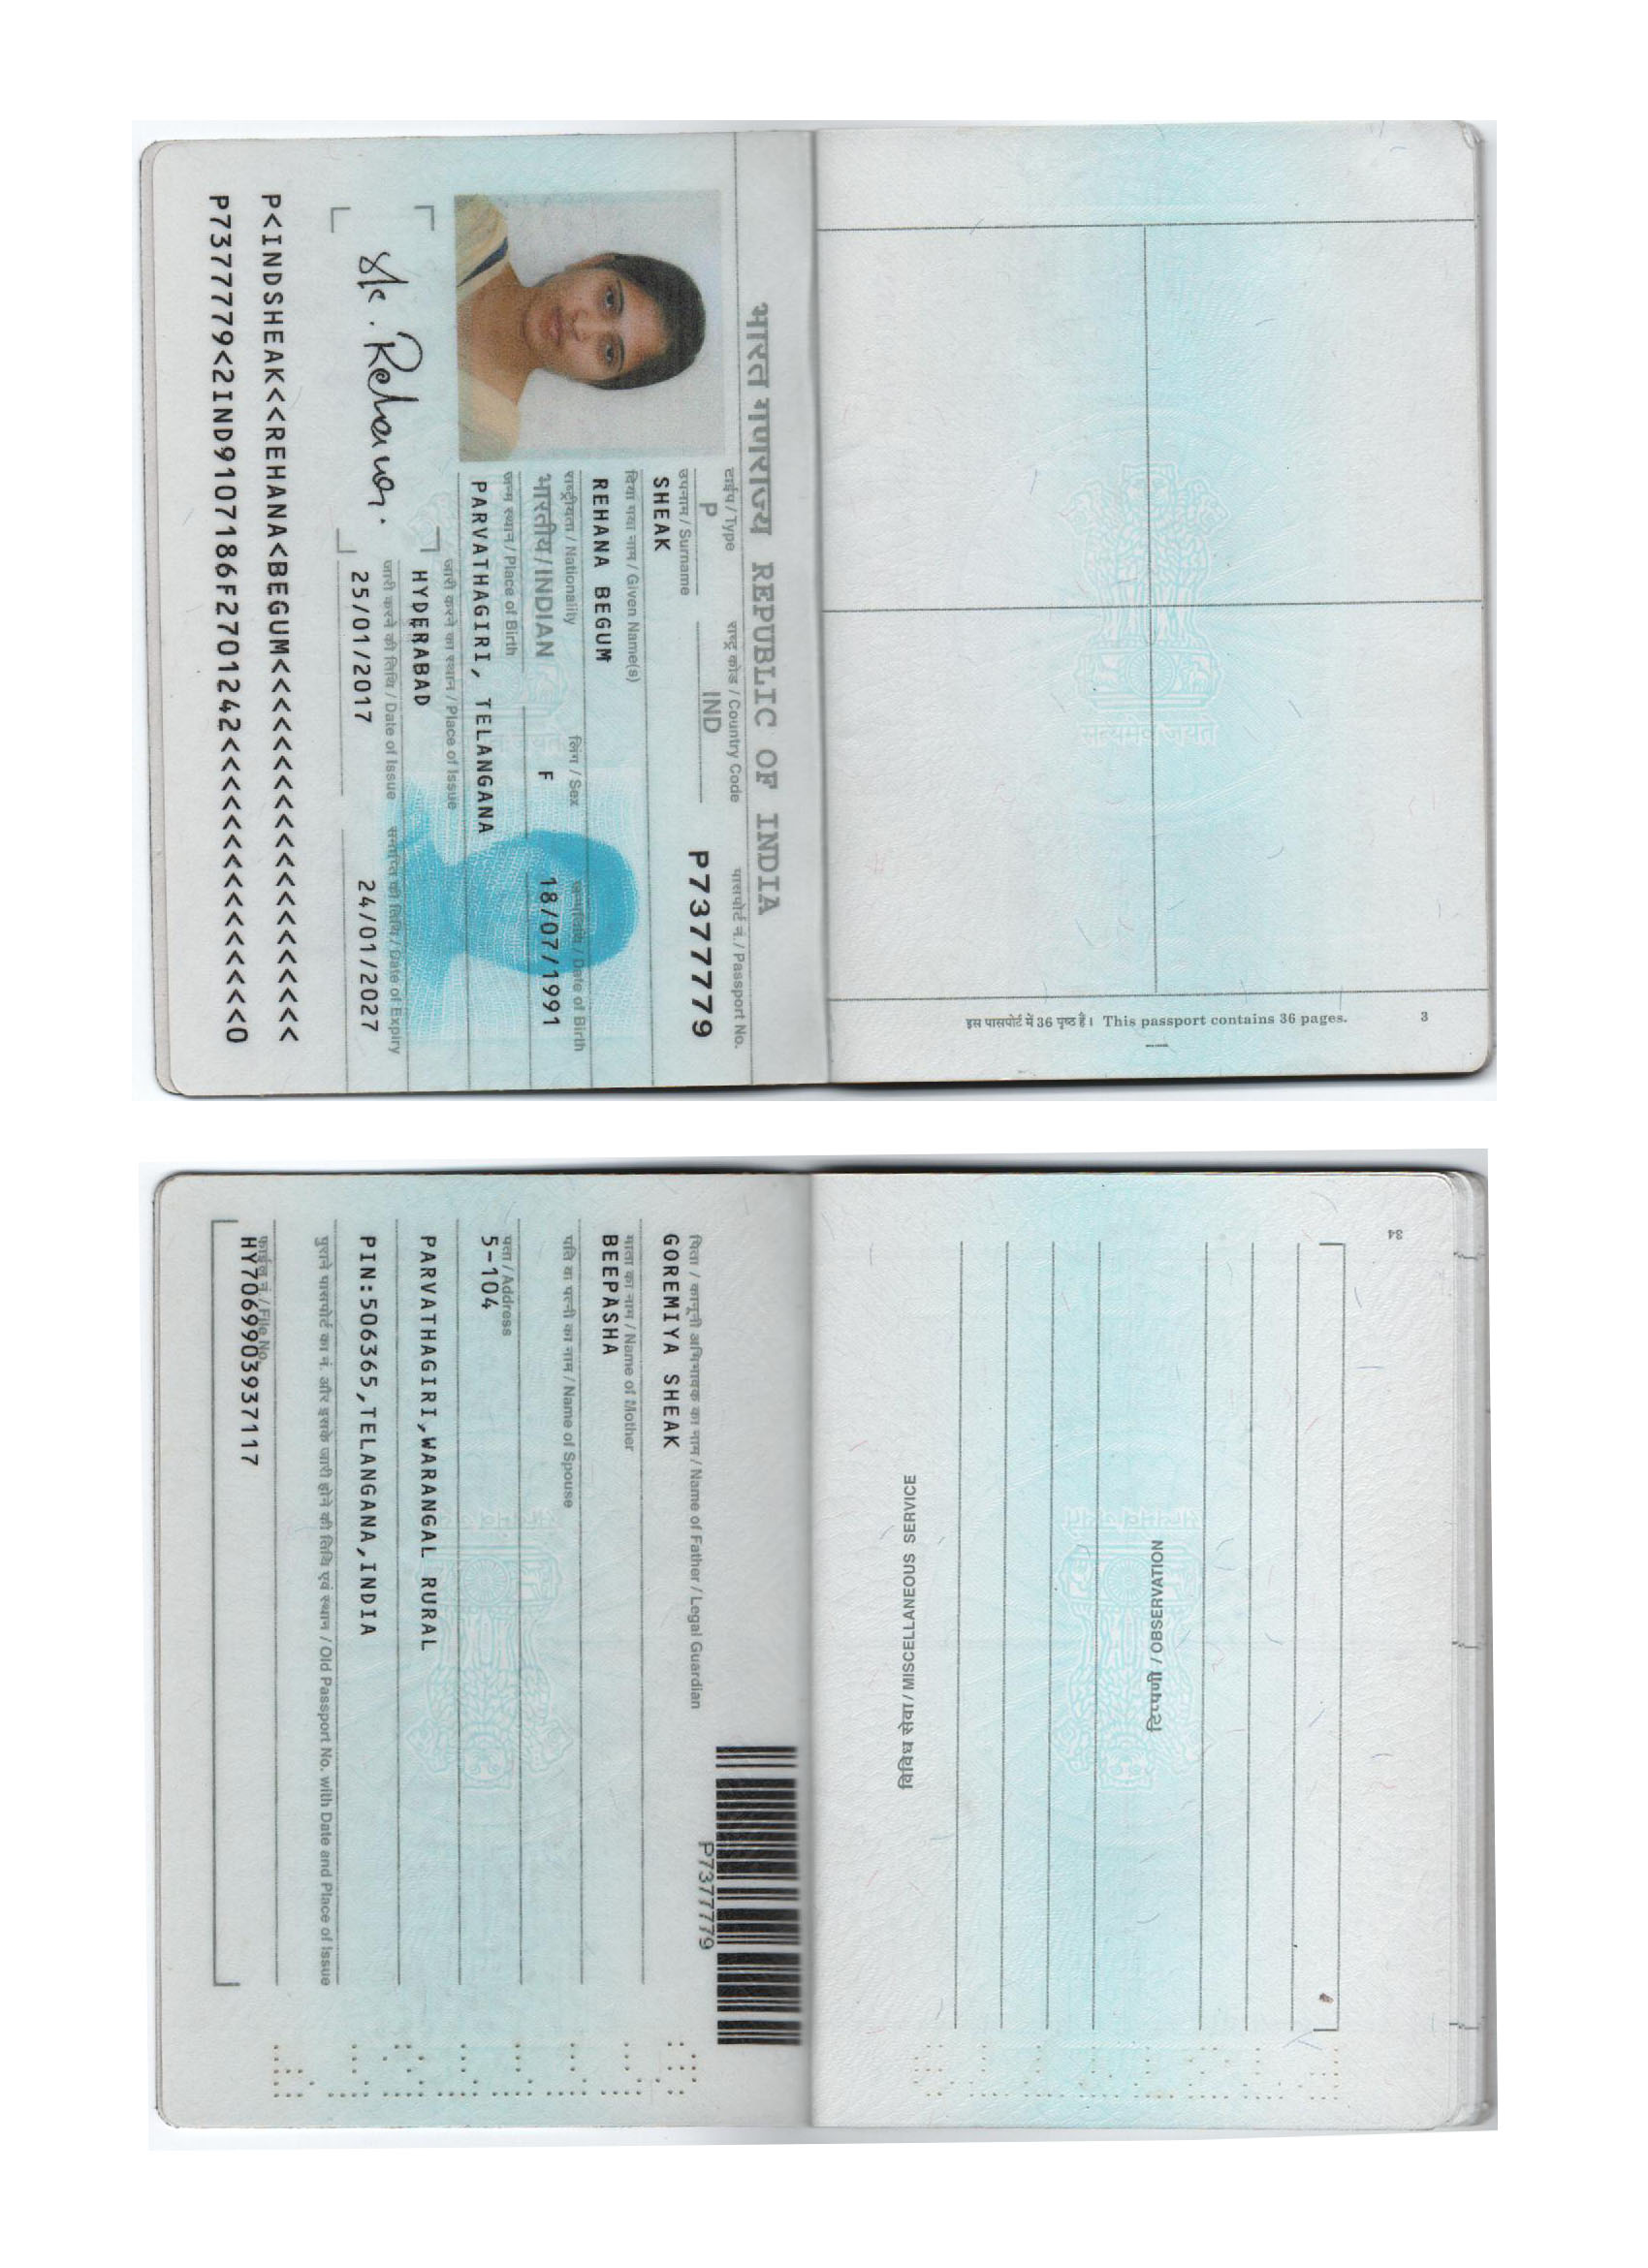 भारत गणराज्य REPUBLIC OF INDIA
टाईप / Type
राष्ट्र कोड / Country Code
पासपोर्ट नं. / Passport No.
P
IND
P7377779
उपनाम / Surname
SHEAK
दिया गया नाम / Given Name(s)
REHANA BEGUM
राष्ट्रीयता / Nationality
लिंग / Sex
जन्मतिथि / Date of Birth
भारतीय / INDIAN
F
18/07/1991
जन्म स्थान / Place of Birth
PARVATHAGIRI, TELANGANA
जारी करने का स्थान / Place of Issue
HYDERABAD
जारी करने की तिथि / Date of Issue
समाप्ति की तिथि / Date of Expiry
25/01/2017
24/01/2027
Sk. Rehana.
P<INDSHEAK<<REHANA<BEGUM<<<<<<<<<<<<<<<<<<<<
P7377779<2IND9107186F2701242<<<<<<<<<<<<<<<0
सत्यमेव जयते
इस पासपोर्ट में 36 पृष्ठ हैं। This passport contains 36 pages.
3
पिता / कानूनी अभिभावक का नाम / Name of Father / Legal Guardian
GOREMIYA SHEAK
माता का नाम / Name of Mother
BEEPASHA
पति या पत्नी का नाम / Name of Spouse
पता / Address
5-104
PARVATHAGIRI,WARANGAL RURAL
PIN:506365,TELANGANA,INDIA
पुराने पासपोर्ट का नं. और इसके जारी होने की तिथि एवं स्थान / Old Passport No. with Date and Place of Issue
फाईल नं. / File No.
HY7069903937117
P7377779
34
टिप्पणी / OBSERVATION
विविध सेवा / MISCELLANEOUS SERVICE